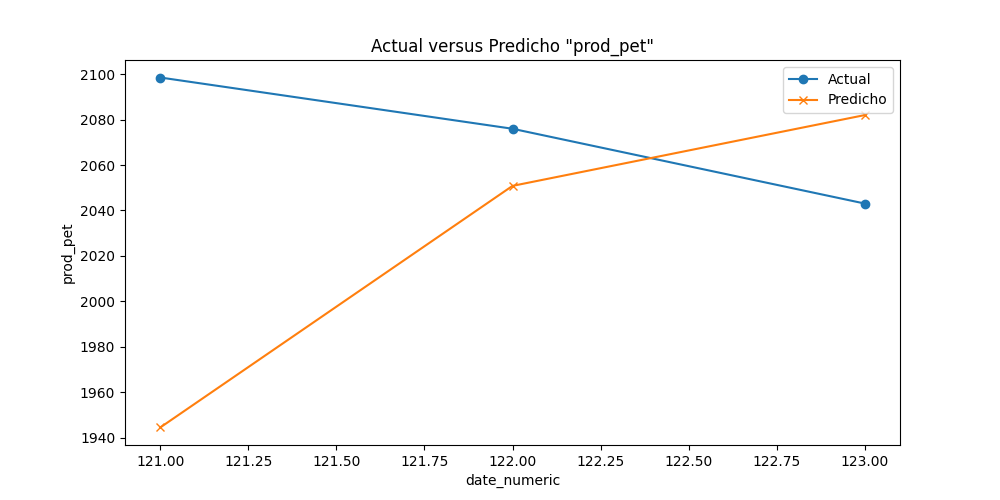 Actual versus Predicho "prod_pet"
Actual
Predicho
2100
2080
2060
2040
2020
2000
1980
1960
1940
prod_pet
121.00 121.25 121.50 121.75 122.00 122.25 122.50 122.75 123.00
date_numeric